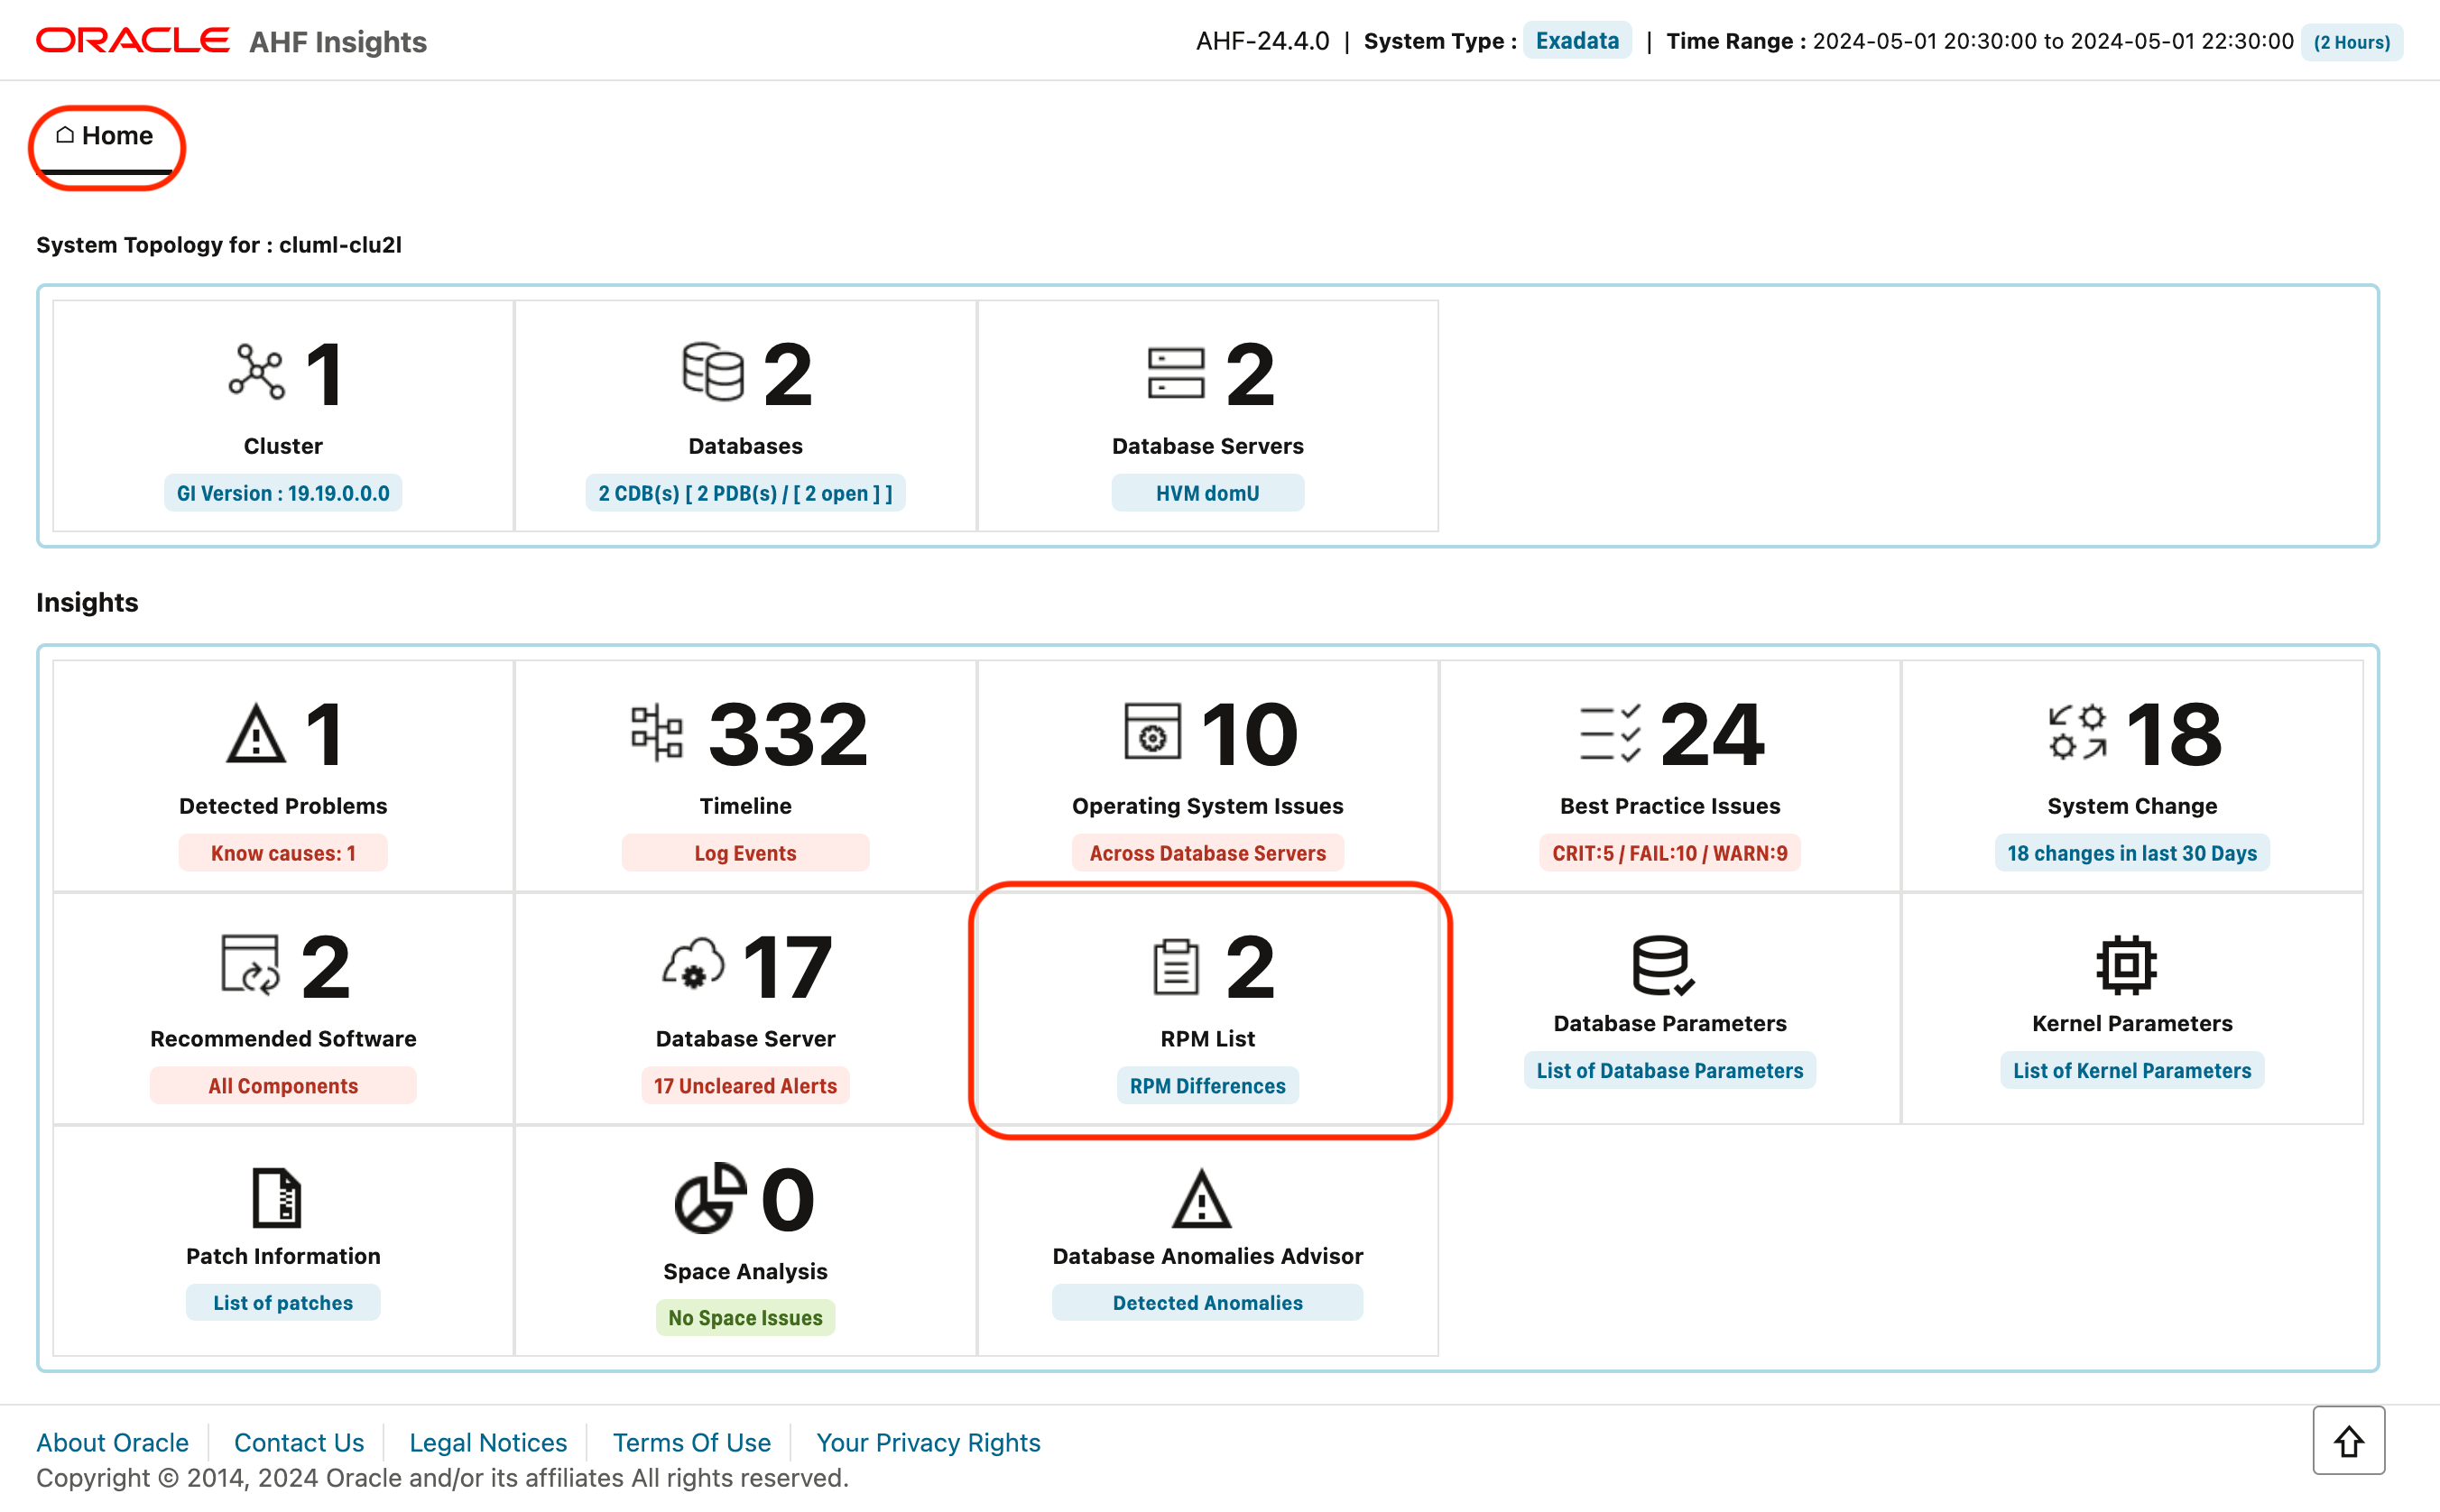 ORACLE AHF Insights
AHF-24.4.0 | System Type : Exadata | Time Range : 2024-05-01 20:30:00 to 2024-05-01 22:30:00 (2 Hours)
Home
System Topology for : cluml-clu2l
1
Cluster
GI Version : 19.19.0.0.0
2
Databases
2 CDB(s) [ 2 PDB(s) / [ 2 open ] ]
2
Database Servers
HVM domU
Insights
1
Detected Problems
Know causes: 1
332
Timeline
Log Events
10
Operating System Issues
Across Database Servers
24
Best Practice Issues
CRIT:5 / FAIL:10 / WARN:9
18
System Change
18 changes in last 30 Days
2
Recommended Software
All Components
17
Database Server
17 Uncleared Alerts
2
RPM List
RPM Differences
Database Parameters
List of Database Parameters
Kernel Parameters
List of Kernel Parameters
Patch Information
List of patches
0
Space Analysis
No Space Issues
Database Anomalies Advisor
Detected Anomalies
About Oracle | Contact Us | Legal Notices | Terms Of Use | Your Privacy Rights
Copyright © 2014, 2024 Oracle and/or its affiliates All rights reserved.